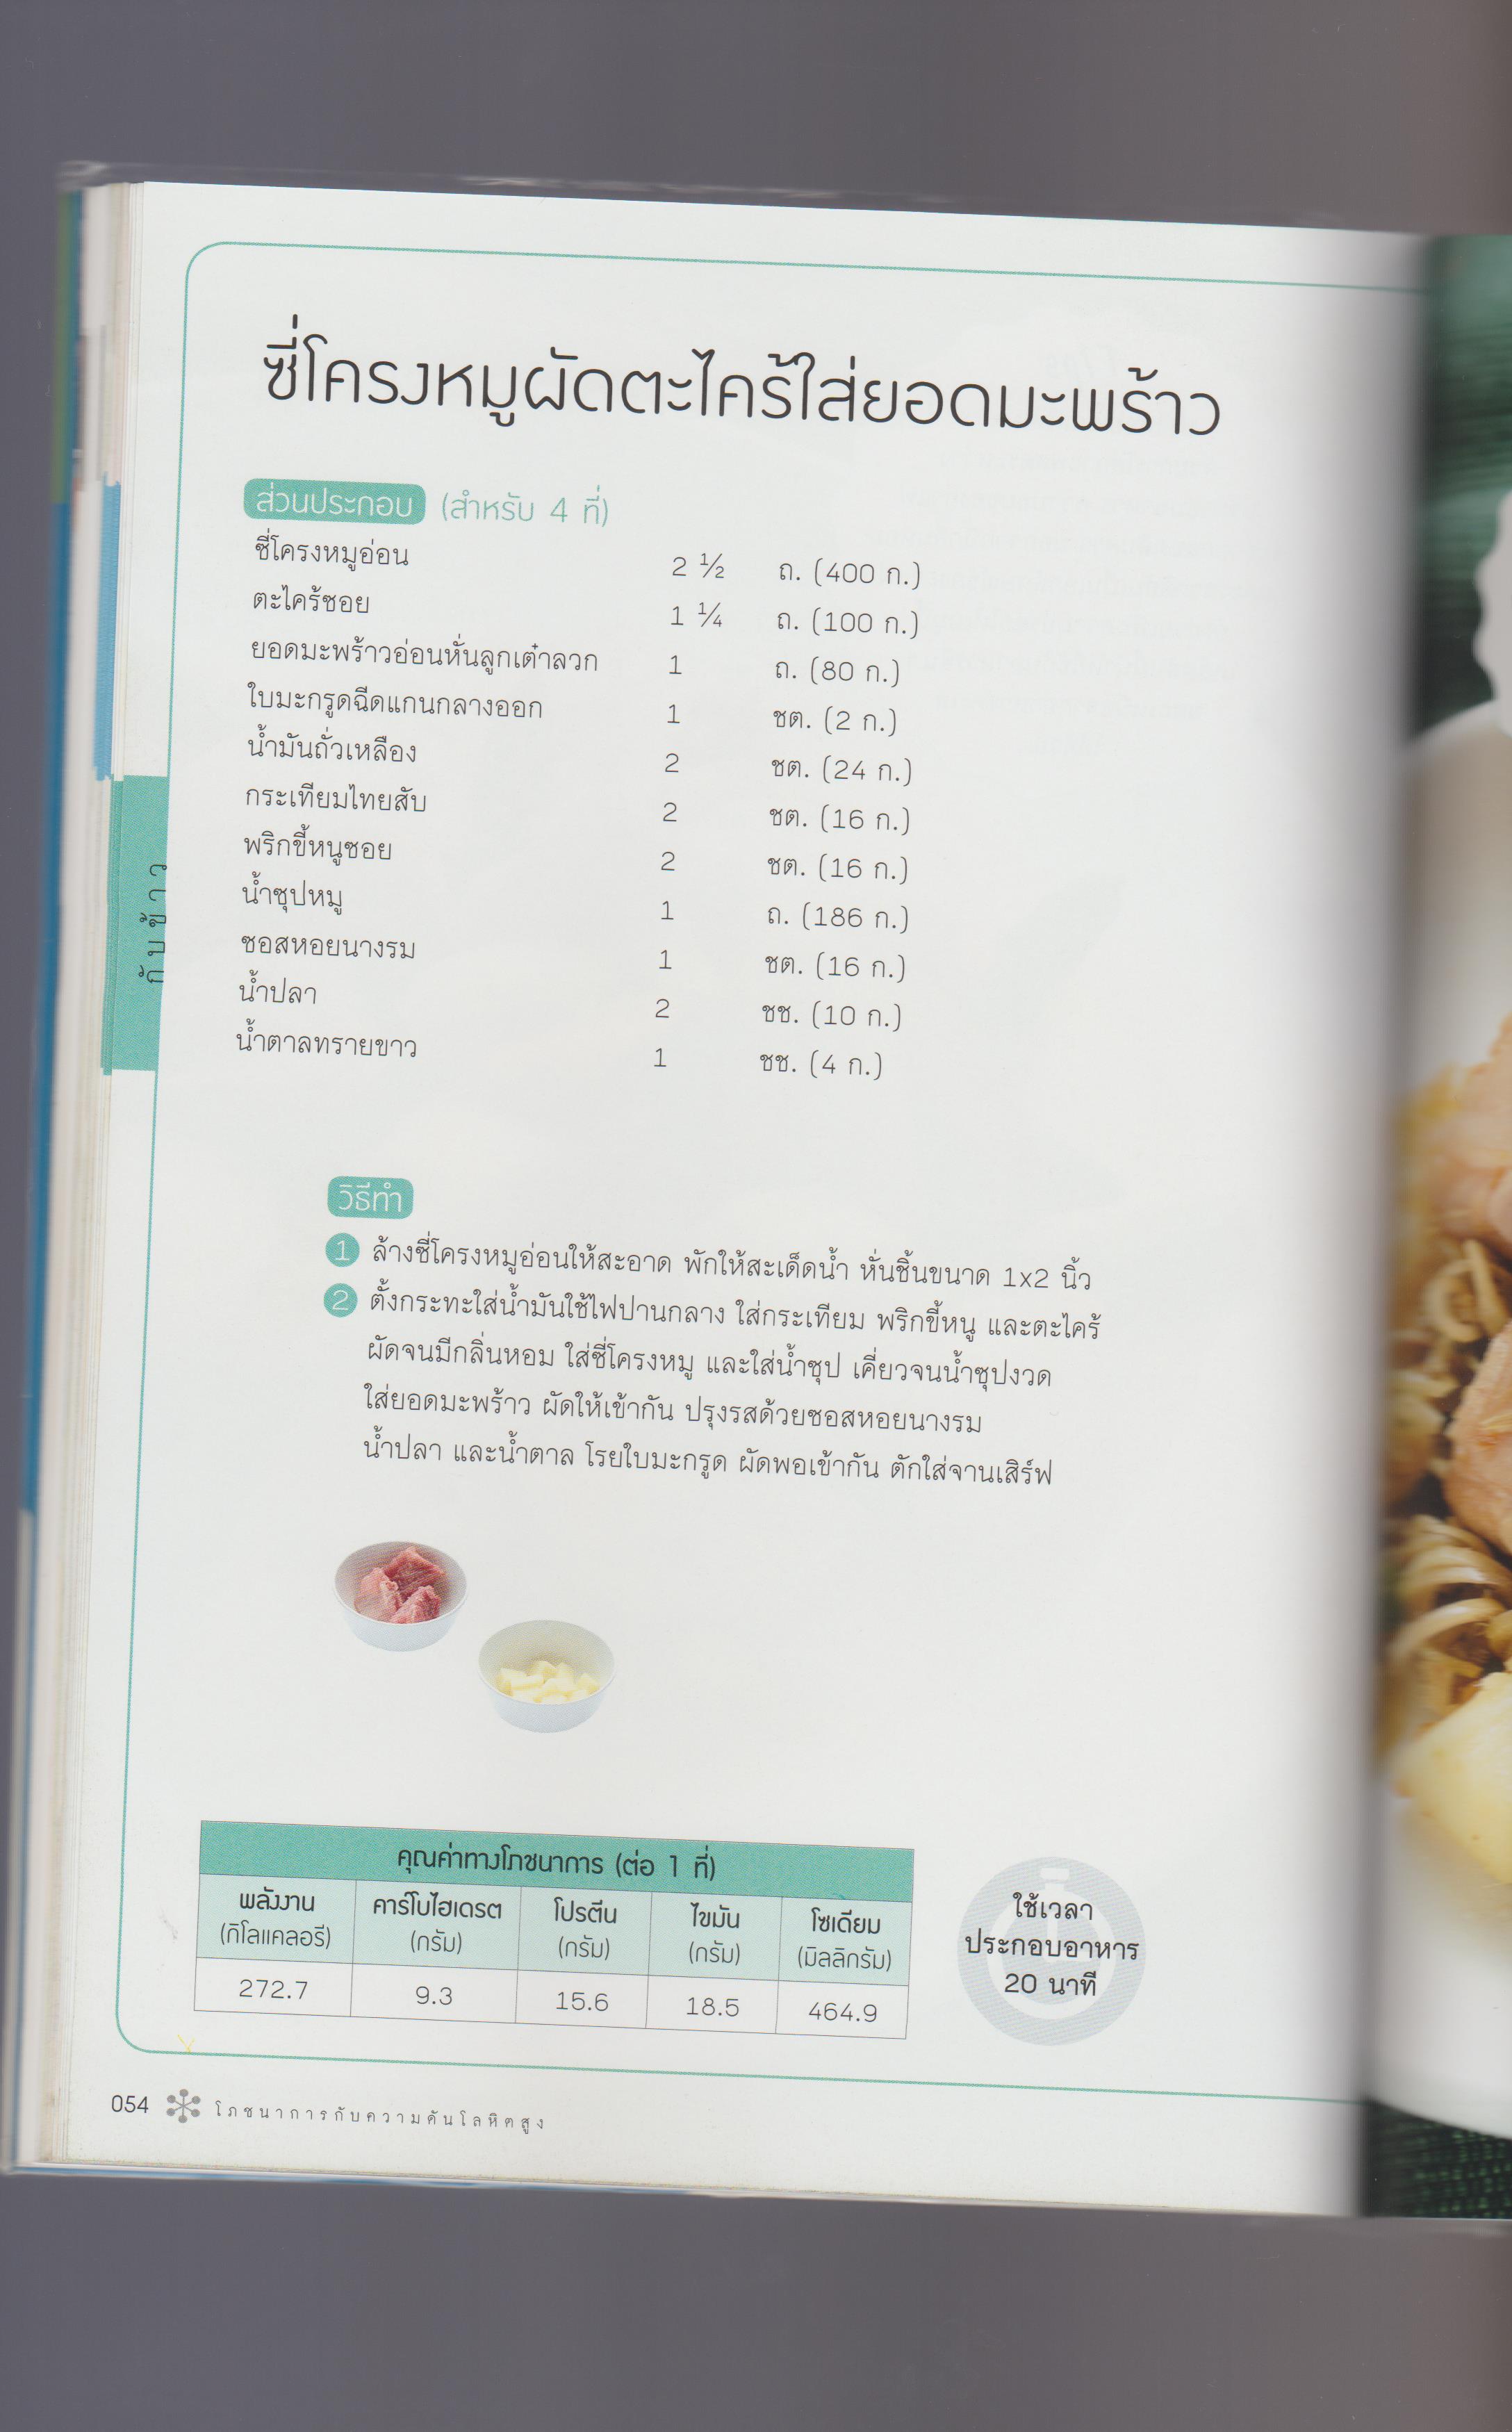 ซี่โครงหมูผัดตะไคร้ใส่ยอดมะพร้าว
ส่วนประกอบ (สำหรับ 4 ที่)
ซี่โครงหมูอ่อน 2 ½ ถ. (400 ก.)
ตะไคร้ซอย 1 ¼ ถ. (100 ก.)
ยอดมะพร้าวอ่อนหั่นลูกเต๋าลวก 1 ถ. (80 ก.)
ใบมะกรูดฉีดแกนกลางออก 1 ชต. (2 ก.)
น้ำมันถั่วเหลือง 2 ชต. (24 ก.)
กระเทียมไทยสับ 2 ชต. (16 ก.)
พริกขี้หนูซอย 2 ชต. (16 ก.)
น้ำซุปหมู 1 ถ. (186 ก.)
ซอสหอยนางรม 1 ชต. (16 ก.)
น้ำปลา 2 ชช. (10 ก.)
น้ำตาลทรายขาว 1 ชช. (4 ก.)
กับข้าว
วิธีทำ
1 ล้างซี่โครงหมูอ่อนให้สะอาด พักให้สะเด็ดน้ำ หั่นชิ้นขนาด 1x2 นิ้ว
2 ตั้งกระทะใส่น้ำมันใช้ไฟปานกลาง ใส่กระเทียม พริกขี้หนู และตะไคร้
ผัดจนมีกลิ่นหอม ใส่ซี่โครงหมู และใส่น้ำซุป เคี่ยวจนน้ำซุปงวด
ใส่ยอดมะพร้าว ผัดให้เข้ากัน ปรุงรสด้วยซอสหอยนางรม
น้ำปลา และน้ำตาล โรยใบมะกรูด ผัดพอเข้ากัน ตักใส่จานเสิร์ฟ
คุณค่าทางโภชนาการ (ต่อ 1 ที่)
พลังงาน คาร์โบไฮเดรต โปรตีน ไขมัน โซเดียม
(กิโลแคลอรี) (กรัม) (กรัม) (กรัม) (มิลลิกรัม)
272.7 9.3 15.6 18.5 464.9
ใช้เวลา
ประกอบอาหาร
20 นาที
054 โภชนาการกับความดันโลหิตสูง